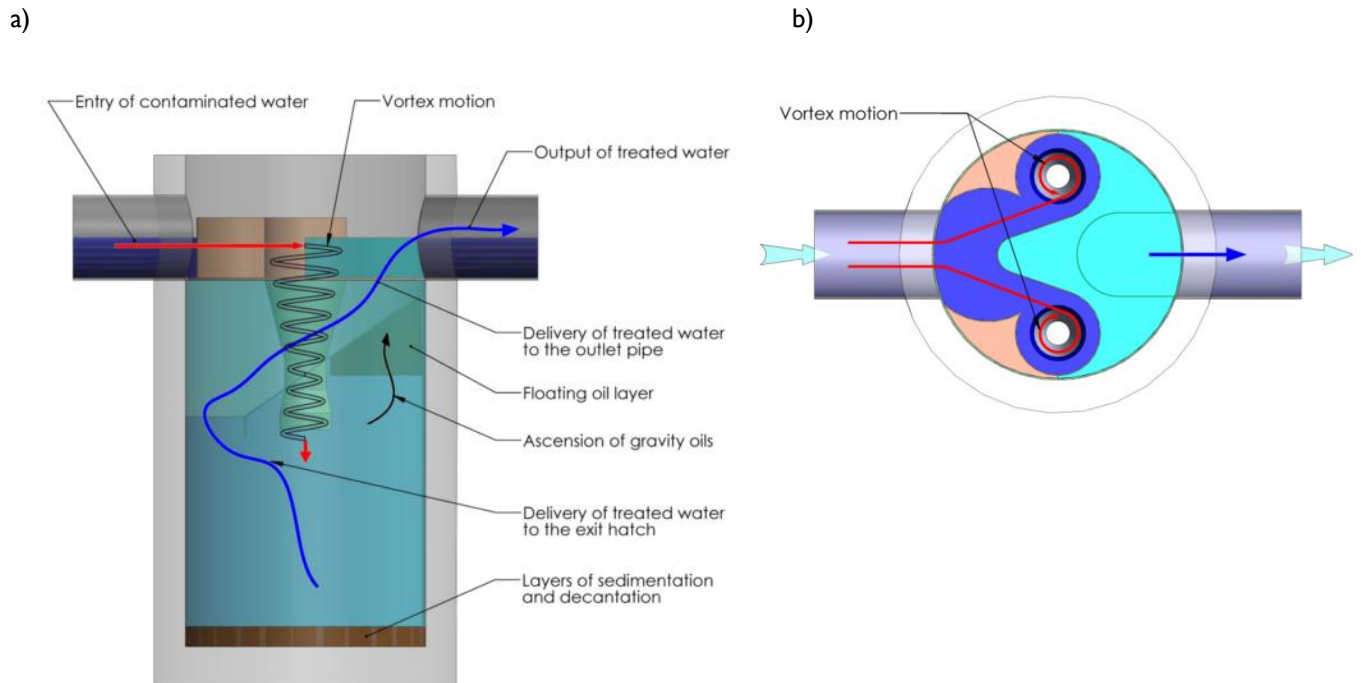 a)
b)
Entry of contaminated water
Vortex motion
Output of treated water
Delivery of treated water
to the outlet pipe
Floating oil layer
Ascension of gravity oils
Delivery of treated water
to the exit hatch
Layers of sedimentation
and decantation
Vortex motion